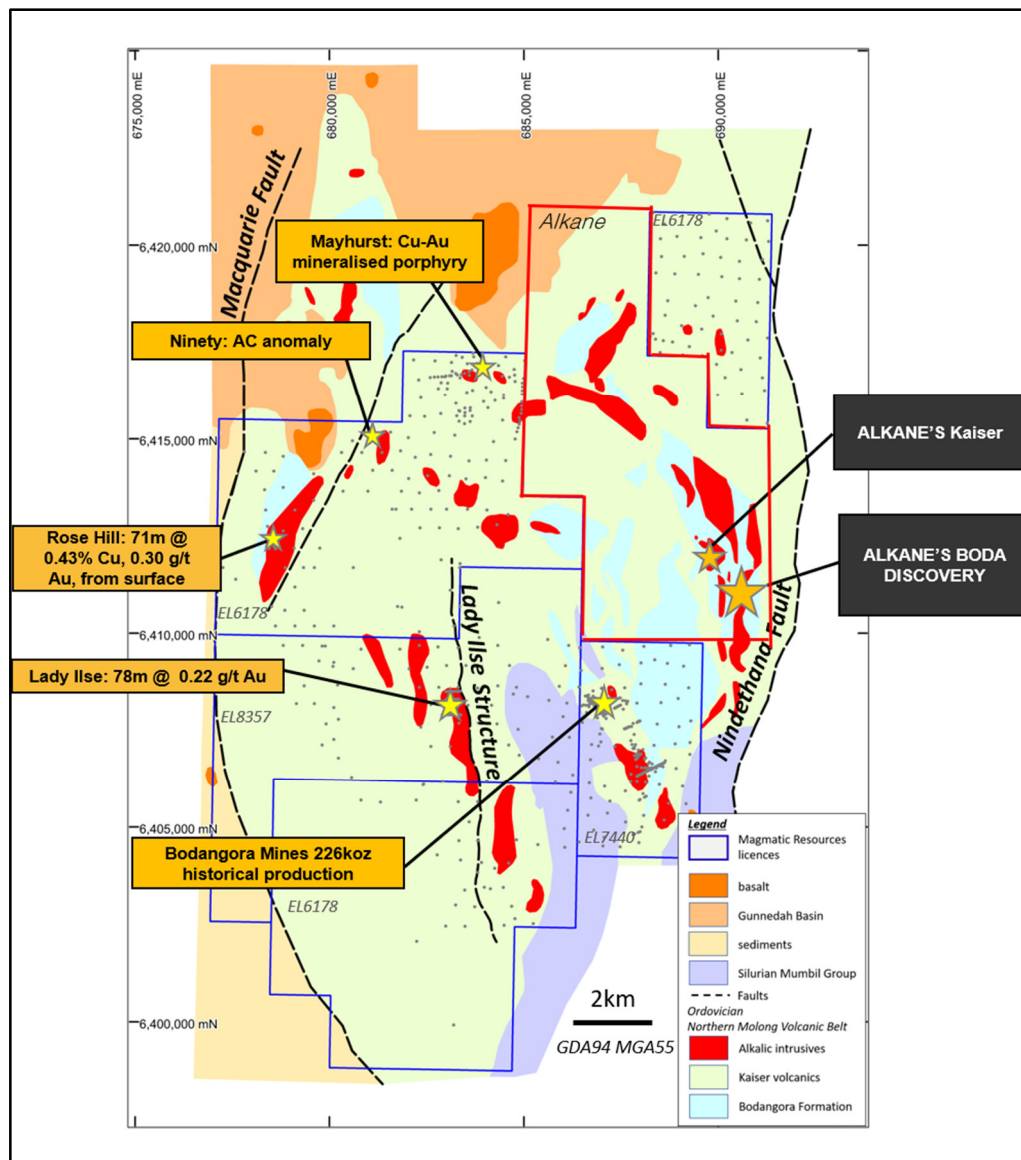 675,000 mE
680,000 mE
685,000 mE
690,000 mE
Macquarie Fault
Mayhurst: Cu-Au
mineralised porphyry
Alkane
EL6178
6,420,000 mN
Ninety: AC anomaly
6,415,000 mN
ALKANE'S Kaiser
Rose Hill: 71m @
0.43% Cu, 0.30 g/t
Au, from surface
ALKANE'S BODA
DISCOVERY
EL6178
6,410,000 mN
Lady Ilse Structure
Nindethana Fault
Lady Ilse: 78m @ 0.22 g/t Au
EL8357
6,405,000 mN
EL7440
Bodangora Mines 226koz
historical production
EL6178
2km
6,400,000 mN
GDA94 MGA55
Legend
Magmatic Resources
licences
basalt
Gunnedah Basin
sediments
Silurian Mumbil Group
Faults
Ordovician
Northern Molong Volcanic Belt
Alkalic intrusives
Kaiser volcanics
Bodangora Formation